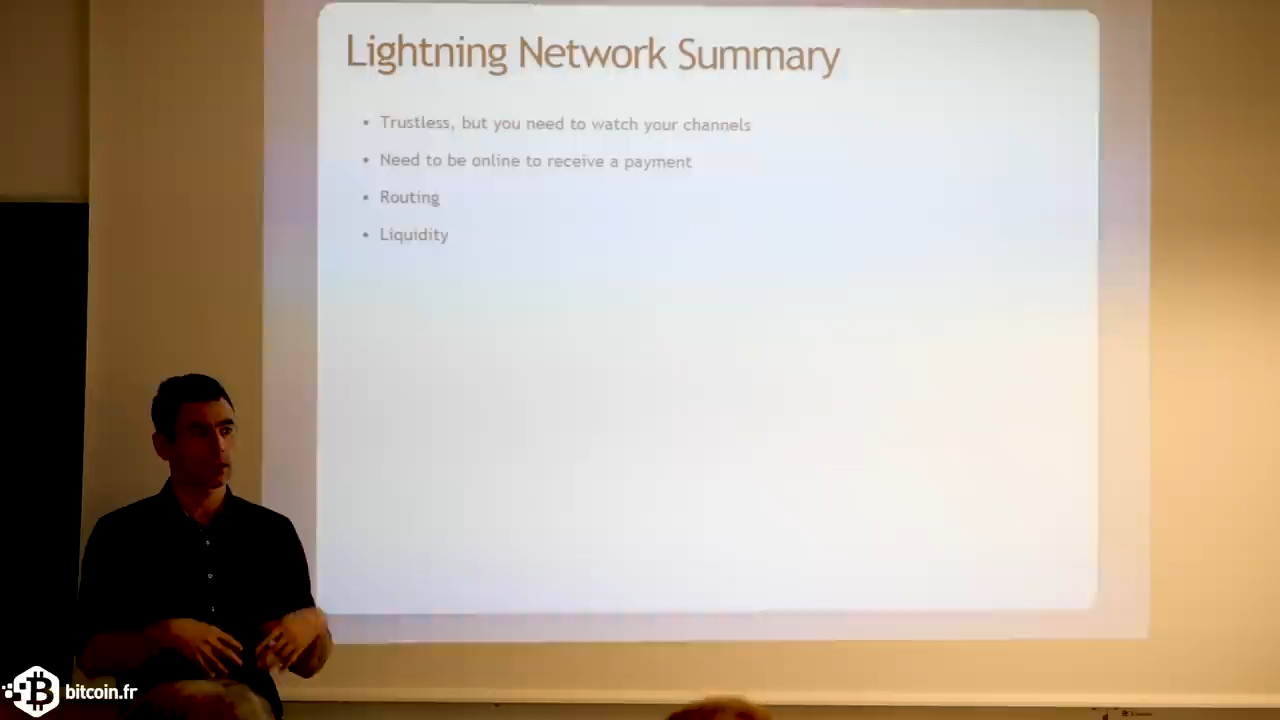 Lightning Network Summary
• Trustless, but you need to watch your channels
• Need to be online to receive a payment
• Routing
• Liquidity
bitcoin.fr